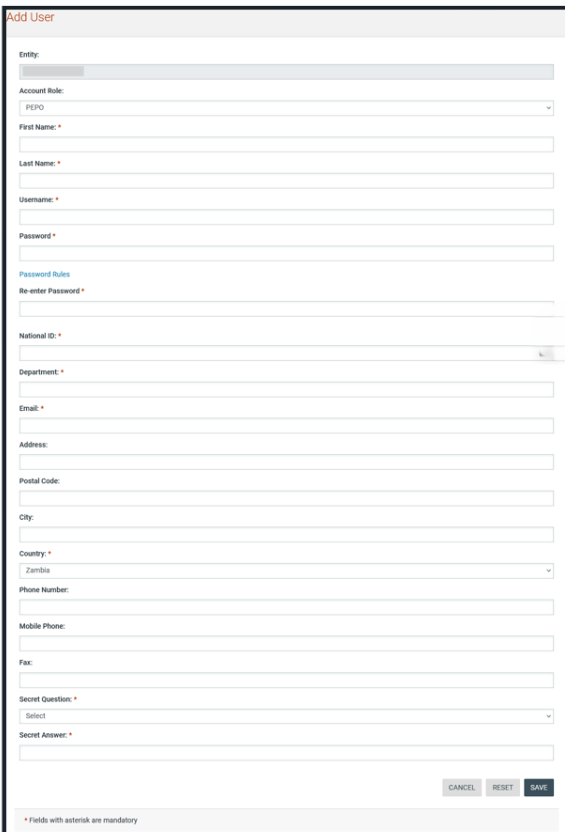 Add User
Entity:
Account Role:
PEPO
First Name: *
Last Name: *
Username: *
Password *
Password Rules
Re-enter Password *
National ID: *
Department: *
Email: *
Address:
Postal Code:
City:
Country: *
Zambia
Phone Number:
Mobile Phone:
Fax:
Secret Question: *
Select
Secret Answer: *
CANCEL RESET SAVE
* Fields with asterisk are mandatory